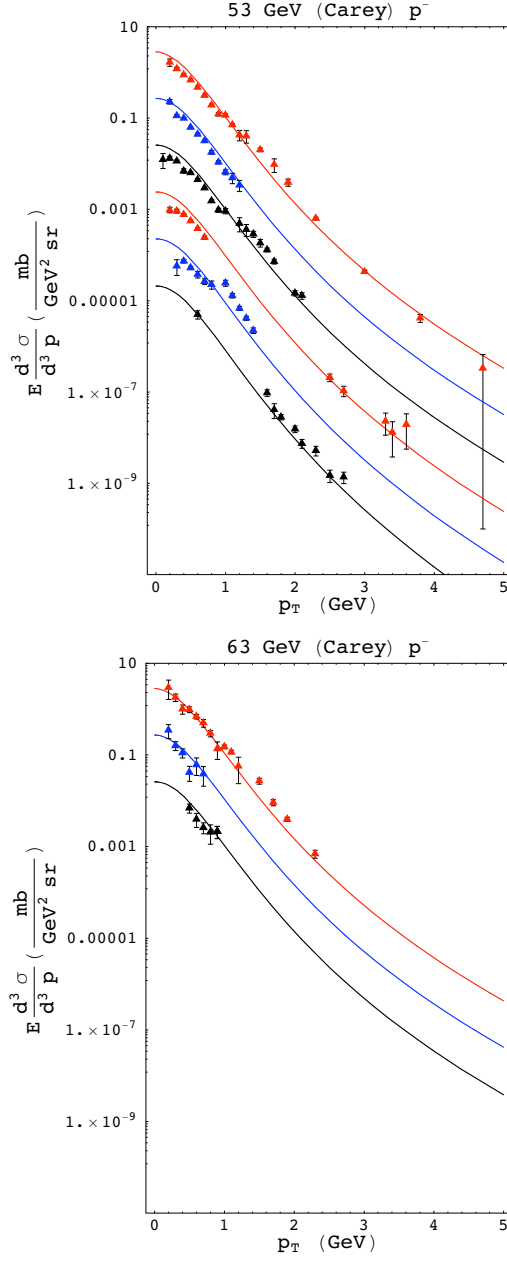 53 GeV (Carey) p⁻
10
0.1
0.001
0.00001
1.×10⁻⁷
1.×10⁻⁹
E d³σ/d³p ( mb/GeV² sr )
0 1 2 3 4 5
p_T (GeV)
63 GeV (Carey) p⁻
10
0.1
0.001
0.00001
1.×10⁻⁷
1.×10⁻⁹
E d³σ/d³p ( mb/GeV² sr )
0 1 2 3 4 5
p_T (GeV)